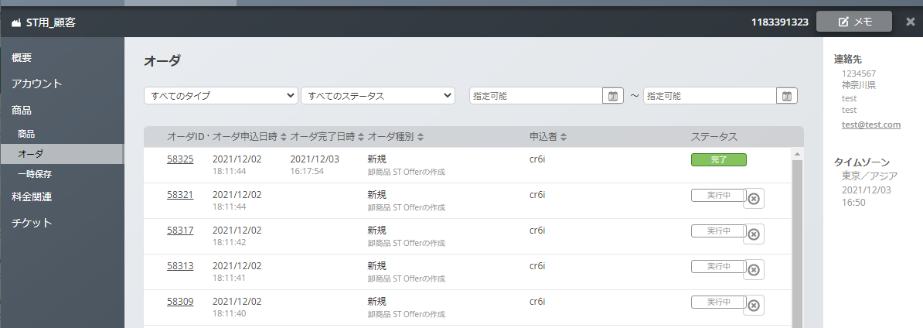 ST用_顧客
1183391323
メモ
概要
アカウント
商品
商品
オーダ
一時保存
料金関連
チケット
オーダ
すべてのタイプ
すべてのステータス
指定可能
～
指定可能
オーダID
オーダ申込日時
オーダ完了日時
オーダ種別
申込者
ステータス
58325
2021/12/02
18:11:44
2021/12/03
16:17:54
新規
卸商品 ST Offerの作成
cr6i
完了
58321
2021/12/02
18:11:44
新規
卸商品 ST Offerの作成
cr6i
実行中
58317
2021/12/02
18:11:42
新規
卸商品 ST Offerの作成
cr6i
実行中
58313
2021/12/02
18:11:41
新規
卸商品 ST Offerの作成
cr6i
実行中
58309
2021/12/02
18:11:40
新規
卸商品 ST Offerの作成
cr6i
実行中
連絡先
1234567
神奈川県
test
test
test@test.com
タイムゾーン
東京／アジア
2021/12/03
16:50